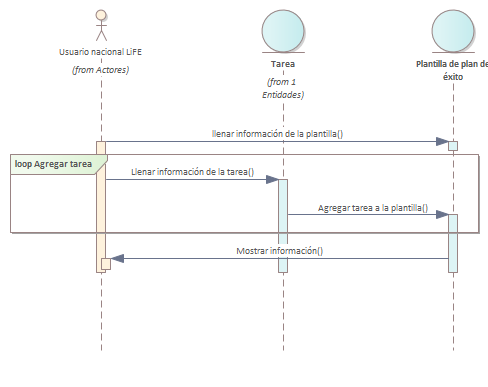 Usuario nacional LiFE
(from Actores)
Tarea
(from 1
Entidades)
Plantilla de plan de
éxito
llenar información de la plantilla()
loop Agregar tarea
Llenar información de la tarea()
Agregar tarea a la plantilla()
Mostrar información()